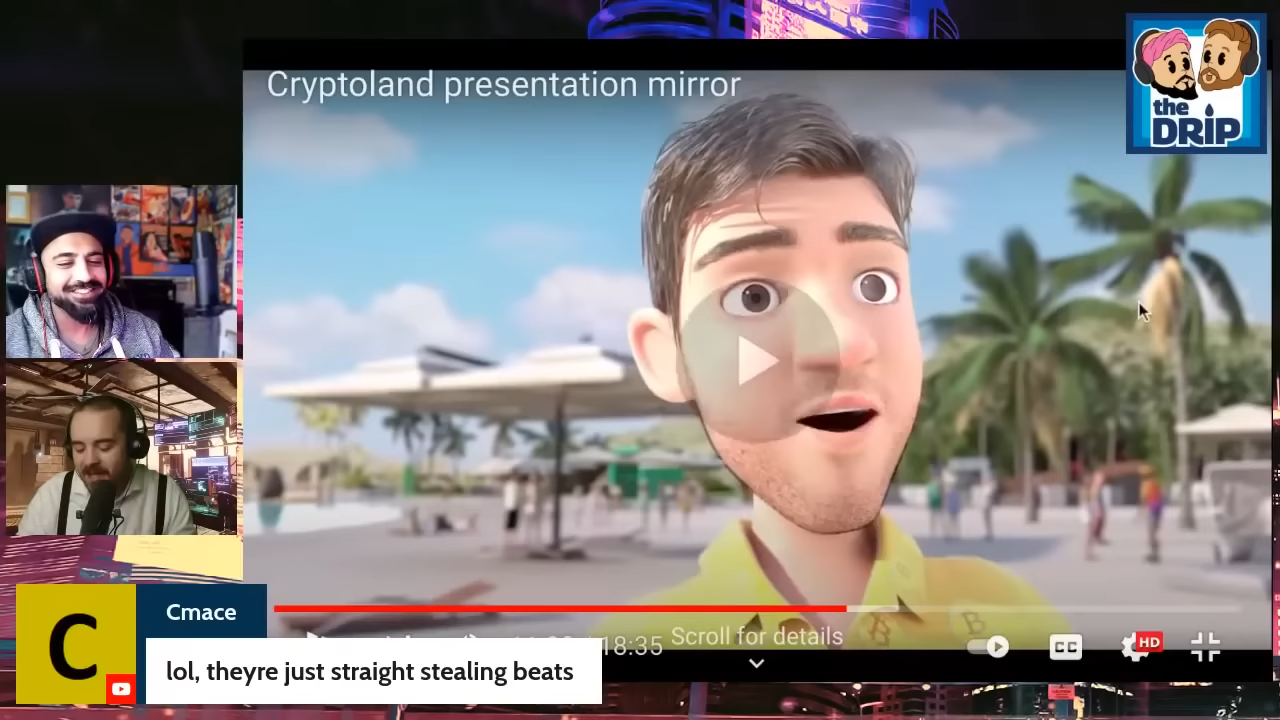 Cryptoland presentation mirror
the
DRiP
C
Cmace
lol, theyre just straight stealing beats
18:35
Scroll for details
CC
HD